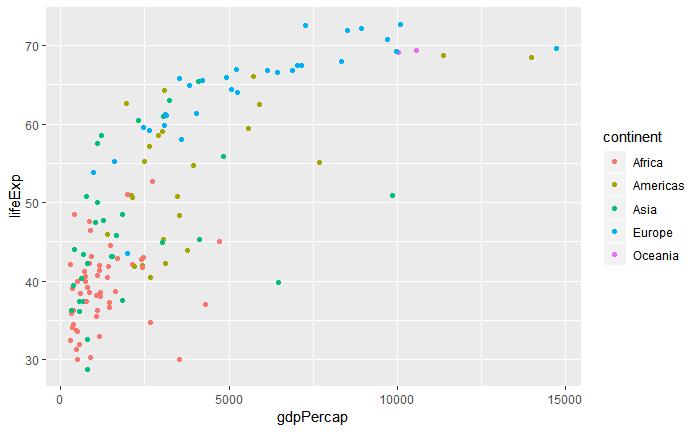 70
60
50
40
30
lifeExp
0
5000
10000
15000
gdpPercap
continent
Africa
Americas
Asia
Europe
Oceania